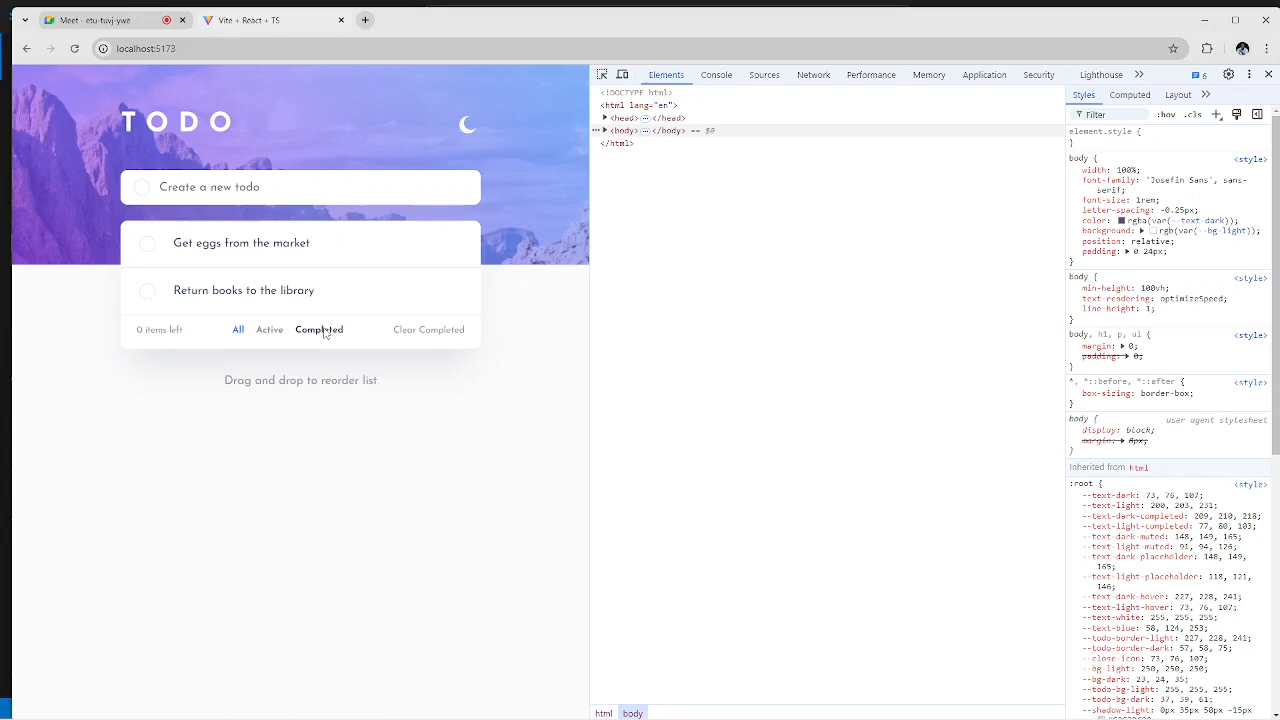 Meet - etu-tuvj-ywe
Vite + React + TS
localhost:5173
TODO
Create a new todo
Get eggs from the market
Return books to the library
0 items left All Active Completed Clear Completed
Drag and drop to reorder list
Elements Console Sources Network Performance Memory Application Security Lighthouse 6
<!DOCTYPE html>
<html lang="en">
<head> … </head>
… <body> … </body> == $0
</html>
html body
Styles Computed Layout
Filter :hov .cls
element.style {
}
body { <style>
width: 100%;
font-family: 'Josefin Sans', sans-
serif;
font-size: 1rem;
letter-spacing: -0.25px;
color: rgba(var(--text-dark));
background: rgb(var(--bg-light));
position: relative;
padding: 0 24px;
}
body { <style>
min-height: 100vh;
text-rendering: optimizeSpeed;
line-height: 1;
}
body, h1, p, ul { <style>
margin: 0;
padding: 0;
}
*, *::before, *::after { <style>
box-sizing: border-box;
}
body { user agent stylesheet
display: block;
margin: 8px;
}
Inherited from html
:root { <style>
--text-dark: 73, 76, 107;
--text-light: 200, 203, 231;
--text-dark-completed: 209, 210, 218;
--text-light-completed: 77, 80, 103;
--text-dark-muted: 148, 149, 165;
--text-light-muted: 91, 94, 126;
--text-dark-placeholder: 148, 149,
165;
--text-light-placeholder: 118, 121,
146;
--text-dark-hover: 227, 228, 241;
--text-light-hover: 73, 76, 107;
--text-white: 255, 255, 255;
--text-blue: 58, 124, 253;
--todo-border-light: 227, 228, 241;
--todo-border-dark: 57, 58, 75;
--close-icon: 73, 76, 107;
--bg-light: 250, 250, 250;
--bg-dark: 23, 24, 35;
--todo-bg-light: 255, 255, 255;
--todo-bg-dark: 37, 39, 61;
--shadow-light: 0px 35px 50px -15px